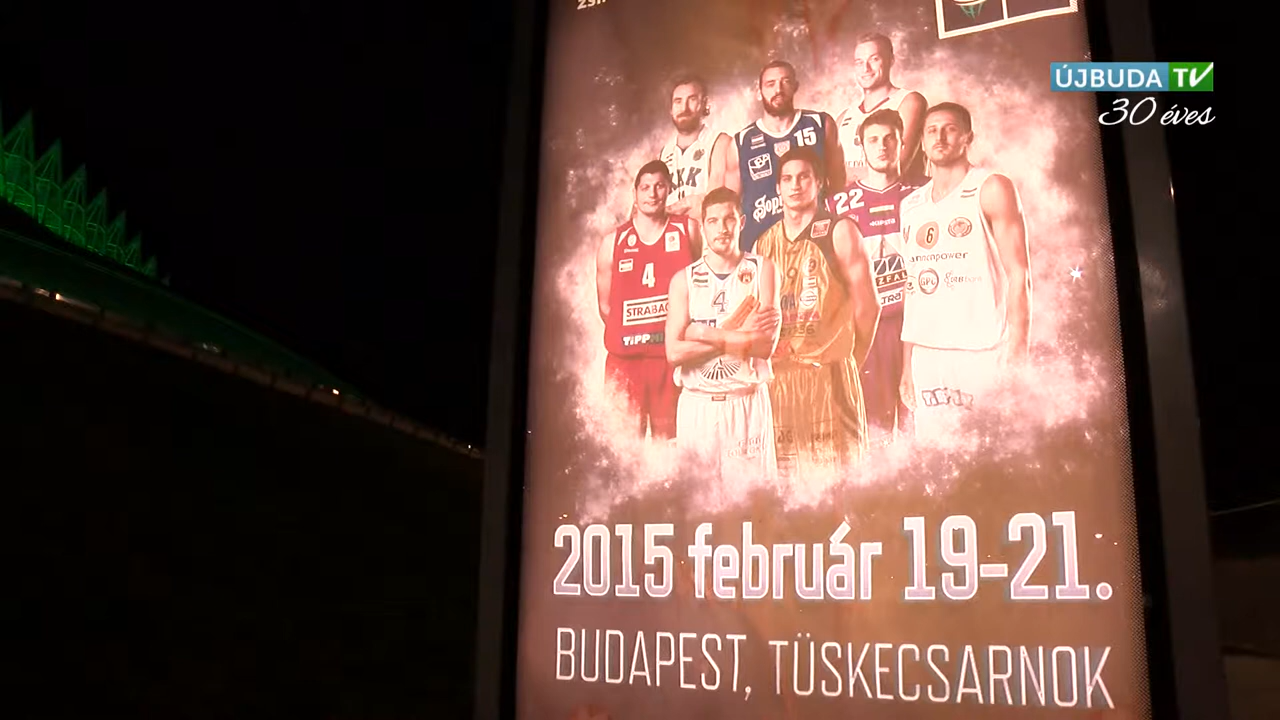 ÚJBUDA TV
30 éves
15
22
4
6
STRABAG
4
2015 február 19-21.
BUDAPEST, TÜSKECSARNOK